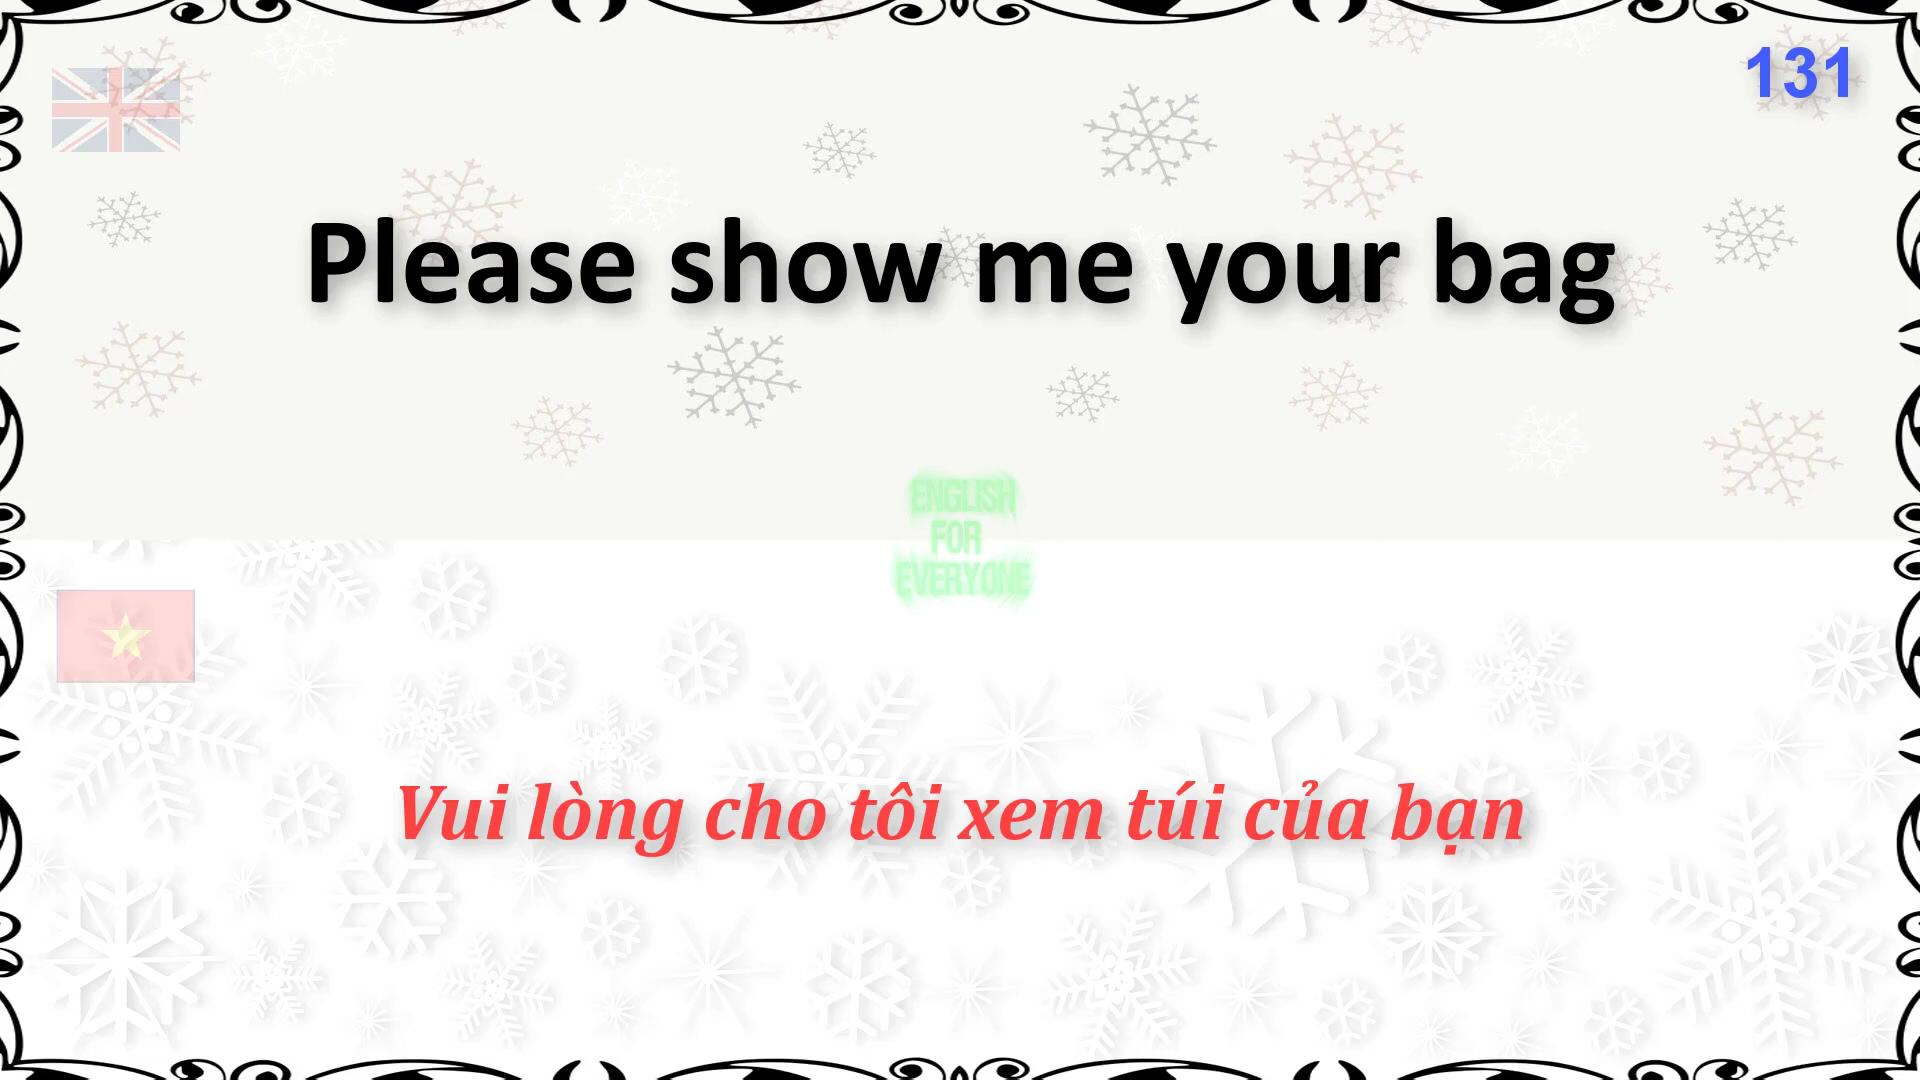 131
Please show me your bag
ENGLISH
FOR
EVERYONE
Vui lòng cho tôi xem túi của bạn